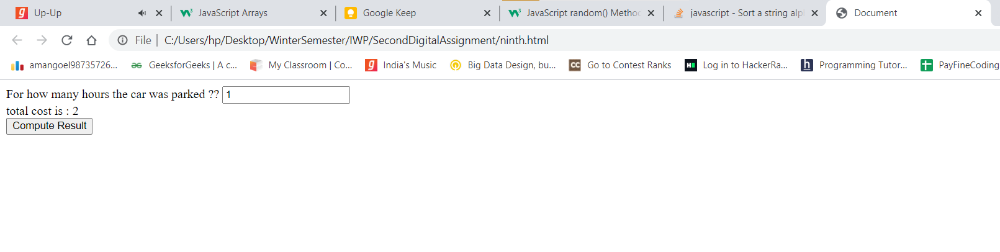 Up-Up JavaScript Arrays Google Keep JavaScript random() Metho javascript - Sort a string alp Document
File C:/Users/hp/Desktop/WinterSemester/IWP/SecondDigitalAssignment/ninth.html
amangoel98735726... GeeksforGeeks | A c... My Classroom | Co... India's Music Big Data Design, bu... CC Go to Contest Ranks H Log in to HackerRa... h Programming Tutor... PayFineCoding
For how many hours the car was parked ?? 1
total cost is : 2
Compute Result